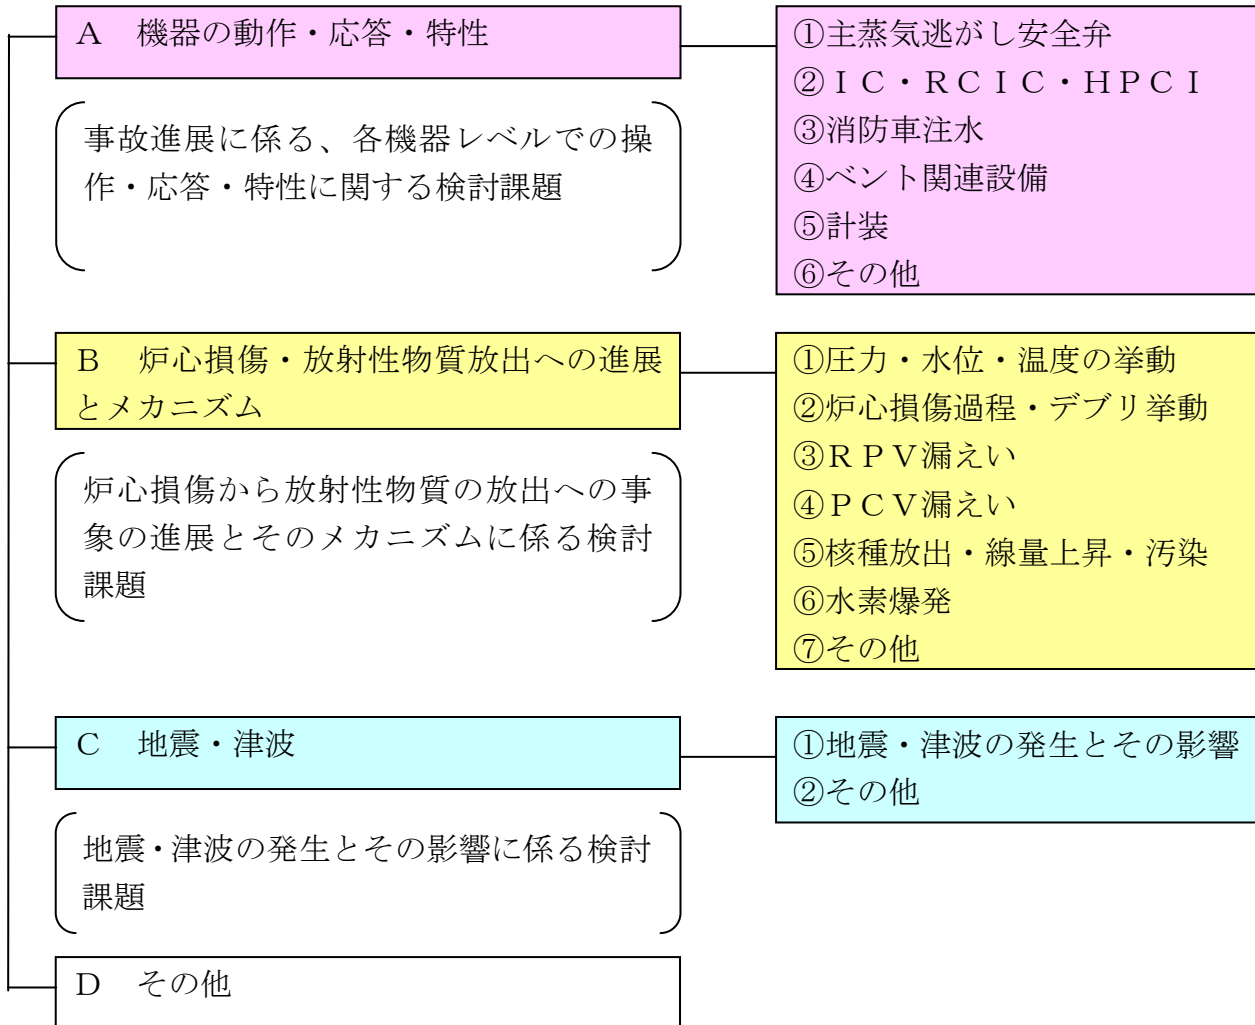 A 機器の動作・応答・特性
①主蒸気逃がし安全弁
②IC・RCIC・HPCI
③消防車注水
④ベント関連設備
⑤計装
⑥その他
事故進展に係る、各機器レベルでの操
作・応答・特性に関する検討課題
B 炉心損傷・放射性物質放出への進展
とメカニズム
①圧力・水位・温度の挙動
②炉心損傷過程・デブリ挙動
③RPV漏えい
④PCV漏えい
⑤核種放出・線量上昇・汚染
⑥水素爆発
⑦その他
炉心損傷から放射性物質の放出への事
象の進展とそのメカニズムに係る検討
課題
C 地震・津波
①地震・津波の発生とその影響
②その他
地震・津波の発生とその影響に係る検討
課題
D その他